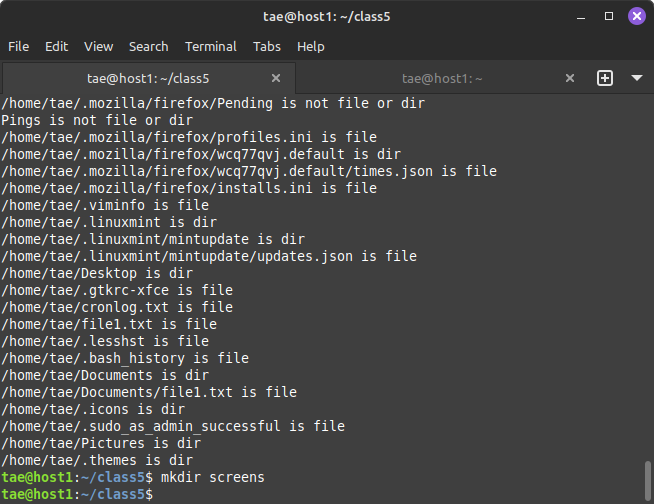 tae@host1: ~/class5
File Edit View Search Terminal Tabs Help
tae@host1: ~/class5 tae@host1: ~
/home/tae/.mozilla/firefox/Pending is not file or dir
Pings is not file or dir
/home/tae/.mozilla/firefox/profiles.ini is file
/home/tae/.mozilla/firefox/wcq77qvj.default is dir
/home/tae/.mozilla/firefox/wcq77qvj.default/times.json is file
/home/tae/.mozilla/firefox/installs.ini is file
/home/tae/.viminfo is file
/home/tae/.linuxmint is dir
/home/tae/.linuxmint/mintupdate is dir
/home/tae/.linuxmint/mintupdate/updates.json is file
/home/tae/Desktop is dir
/home/tae/.gtkrc-xfce is file
/home/tae/cronlog.txt is file
/home/tae/file1.txt is file
/home/tae/.lesshst is file
/home/tae/.bash_history is file
/home/tae/Documents is dir
/home/tae/Documents/file1.txt is file
/home/tae/.icons is dir
/home/tae/.sudo_as_admin_successful is file
/home/tae/Pictures is dir
/home/tae/.themes is dir
tae@host1:~/class5$ mkdir screens
tae@host1:~/class5$